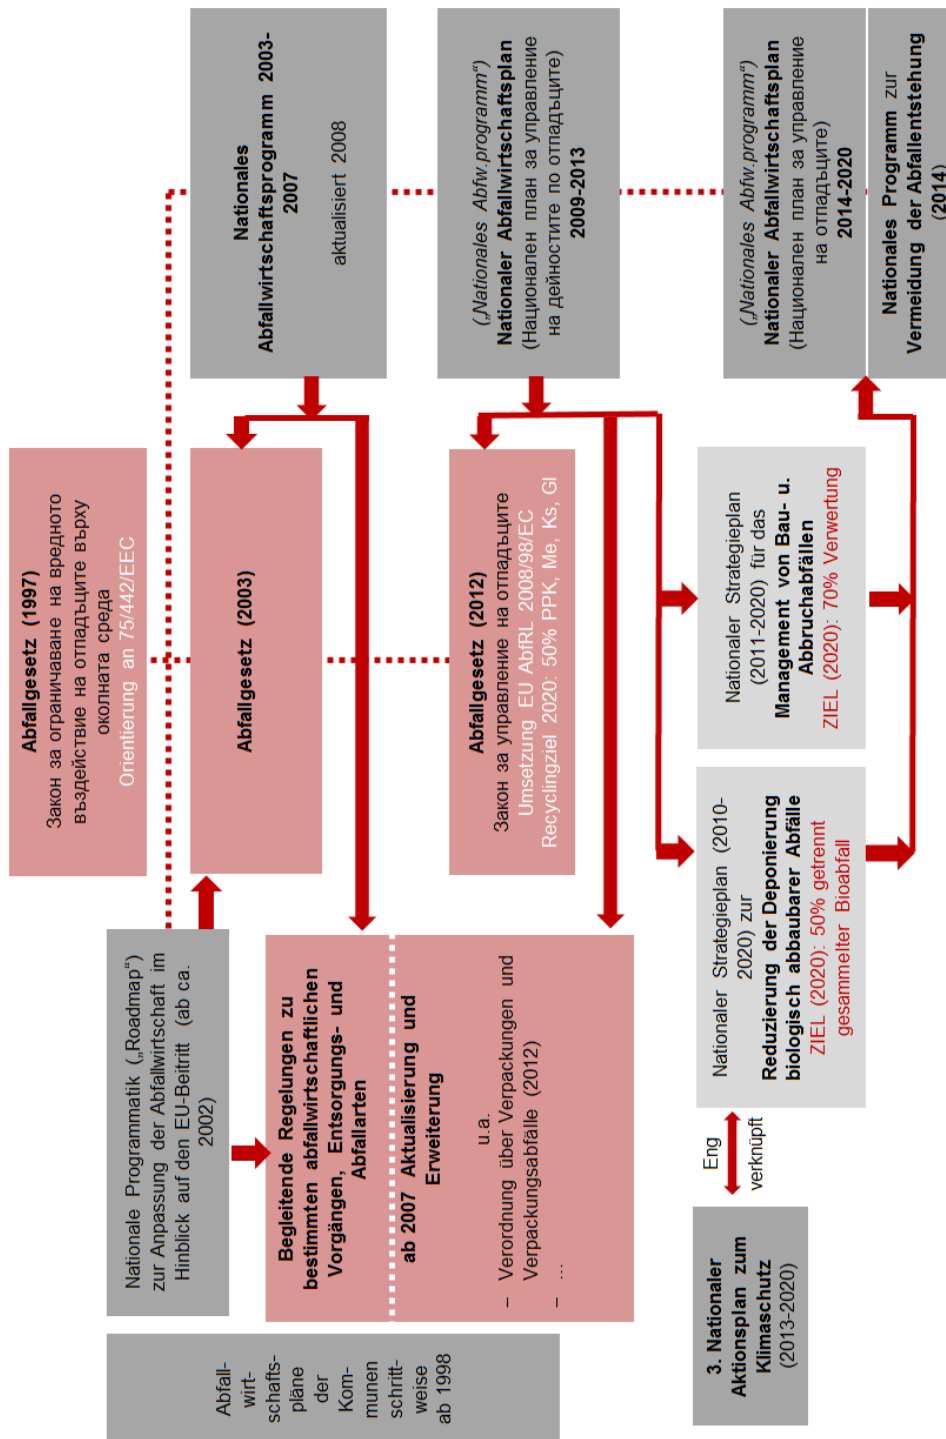 Abfall-
wirt-
schafts-
pläne
der
Kom-
munen
schritt-
weise
ab 1998
Nationale Programmatik („Roadmap“)
zur Anpassung der Abfallwirtschaft im
Hinblick auf den EU-Beitritt (ab ca.
2002)
Abfallgesetz (1997)
Закон за ограничаване на вредното
въздействие на отпадъците върху
околната среда
Orientierung an 75/442/EEC
Abfallgesetz (2003)
Nationales
Abfallwirtschaftsprogramm 2003-
2007
aktualisiert 2008
Begleitende Regelungen zu
bestimmten abfallwirtschaftlichen
Vorgängen, Entsorgungs- und
Abfallarten
ab 2007 Aktualisierung und
Erweiterung
u.a.
– Verordnung über Verpackungen und
Verpackungsabfälle (2012)
– ...
Abfallgesetz (2012)
Закон за управление на отпадъците
Umsetzung EU AbfRL 2008/98/EC
Recyclingziel 2020: 50% PPK, Me, Ks, Gl
(„Nationales Abfw.programm“)
Nationaler Abfallwirtschaftsplan
(Национален план за управление
на дейностите по отпадъците)
2009-2013
3. Nationaler
Aktionsplan zum
Klimaschutz
(2013-2020)
Eng
verknüpft
Nationaler Strategieplan (2010-
2020) zur
Reduzierung der Deponierung
biologisch abbaubarer Abfälle
ZIEL (2020): 50% getrennt
gesammelter Bioabfall
Nationaler Strategieplan
(2011-2020) für das
Management von Bau- u.
Abbruchabfällen
ZIEL (2020): 70% Verwertung
(„Nationales Abfw.programm“)
Nationaler Abfallwirtschaftsplan
(Национален план за управление
на отпадъците)
2014-2020
Nationales Programm zur
Vermeidung der Abfallentstehung
(2014)